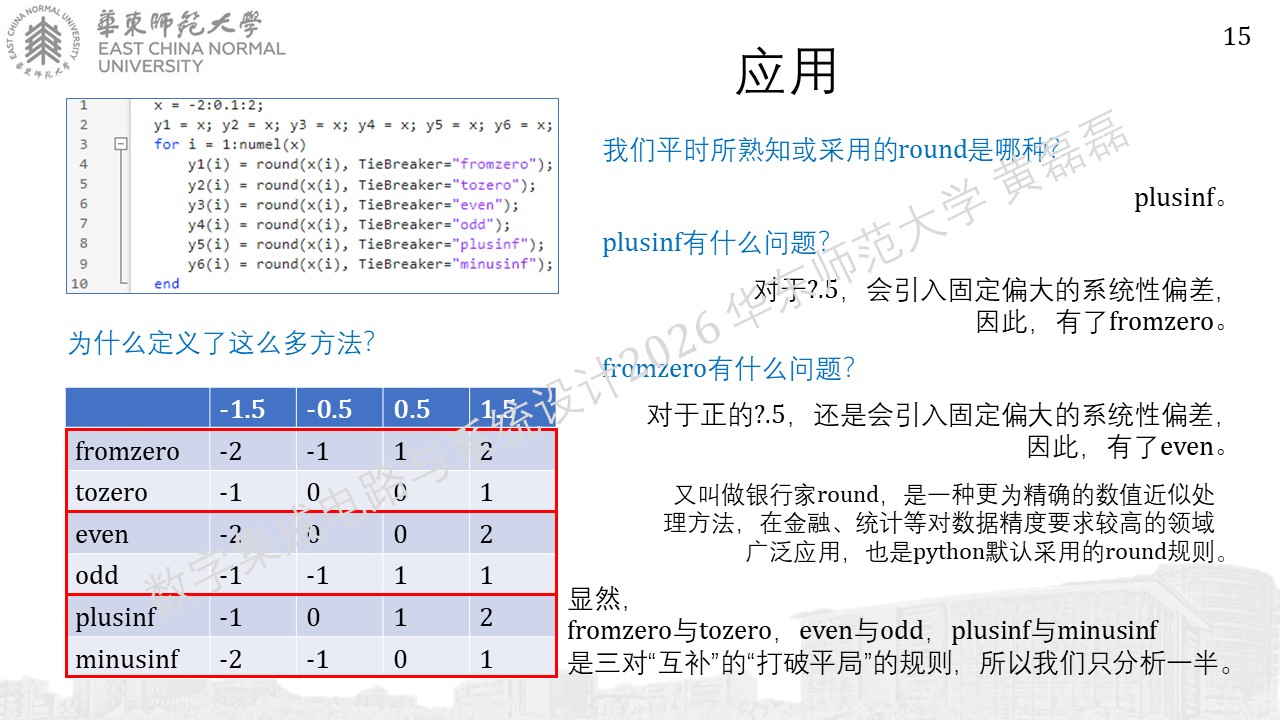 華東師範大學
EAST CHINA NORMAL
UNIVERSITY
EAST CHINA NORMAL UNIVERSITY
華東师范大学
15
应用
1 x = -2:0.1:2;
2 y1 = x; y2 = x; y3 = x; y4 = x; y5 = x; y6 = x;
3 for i = 1:numel(x)
4 y1(i) = round(x(i), TieBreaker="fromzero");
5 y2(i) = round(x(i), TieBreaker="tozero");
6 y3(i) = round(x(i), TieBreaker="even");
7 y4(i) = round(x(i), TieBreaker="odd");
8 y5(i) = round(x(i), TieBreaker="plusinf");
9 y6(i) = round(x(i), TieBreaker="minusinf");
10 end
为什么定义了这么多方法？
-1.5 -0.5 0.5 1.5
fromzero -2 -1 1 2
tozero -1 0 0 1
even -2 0 0 2
odd -1 -1 1 1
plusinf -1 0 1 2
minusinf -2 -1 0 1
我们平时所熟知或采用的round是哪种？
plusinf。
plusinf有什么问题？
对于?.5，会引入固定偏大的系统性偏差，
因此，有了fromzero。
fromzero有什么问题？
对于正的?.5，还是会引入固定偏大的系统性偏差，
因此，有了even。
又叫做银行家round，是一种更为精确的数值近似处
理方法，在金融、统计等对数据精度要求较高的领域
广泛应用，也是python默认采用的round规则。
显然，
fromzero与tozero，even与odd，plusinf与minusinf
是三对“互补”的“打破平局”的规则，所以我们只分析一半。
数字集成电路与系统设计2026 华东师范大学 黄磊磊